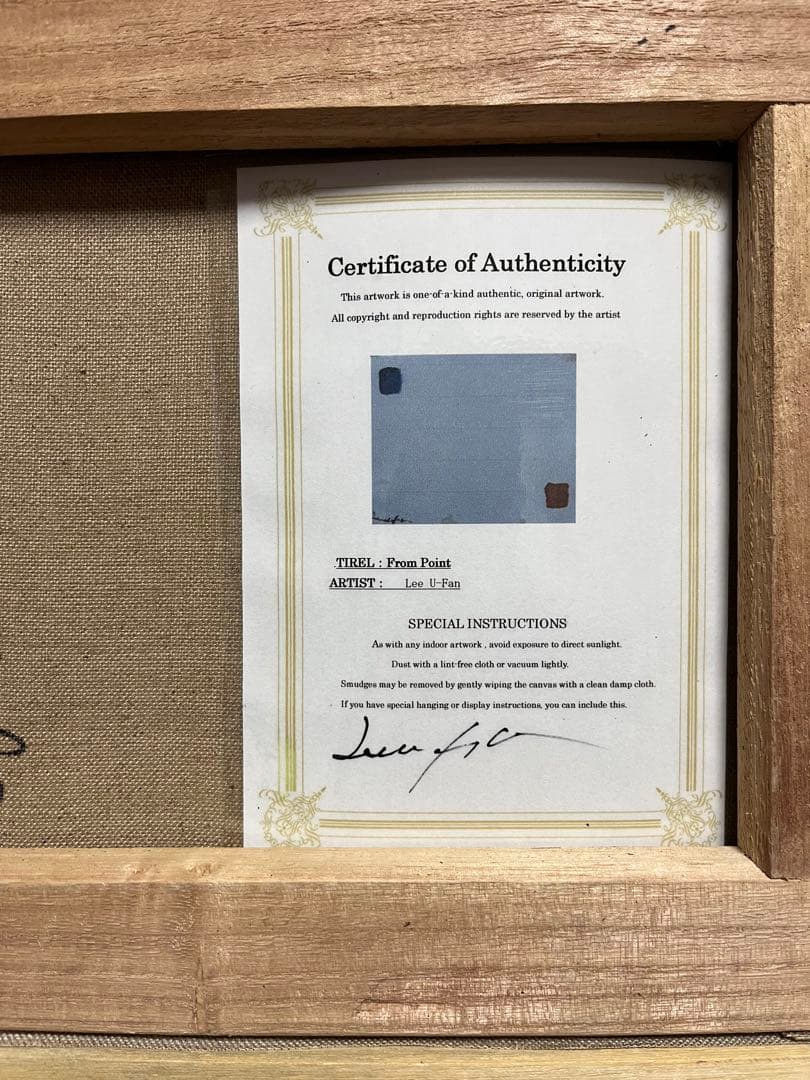 Certificate of Authenticity
This artwork is one-of-a-kind authentic, original artwork.
All copyright and reproduction rights are reserved by the artist
TIREL : From Point
ARTIST : Lee U-Fan
SPECIAL INSTRUCTIONS
As with any indoor artwork , avoid exposure to direct sunlight.
Dust with a lint-free cloth or vacuum lightly.
Smudges may be removed by gently wiping the canvas with a clean damp cloth.
If you have special hanging or display instructions, you can include this.